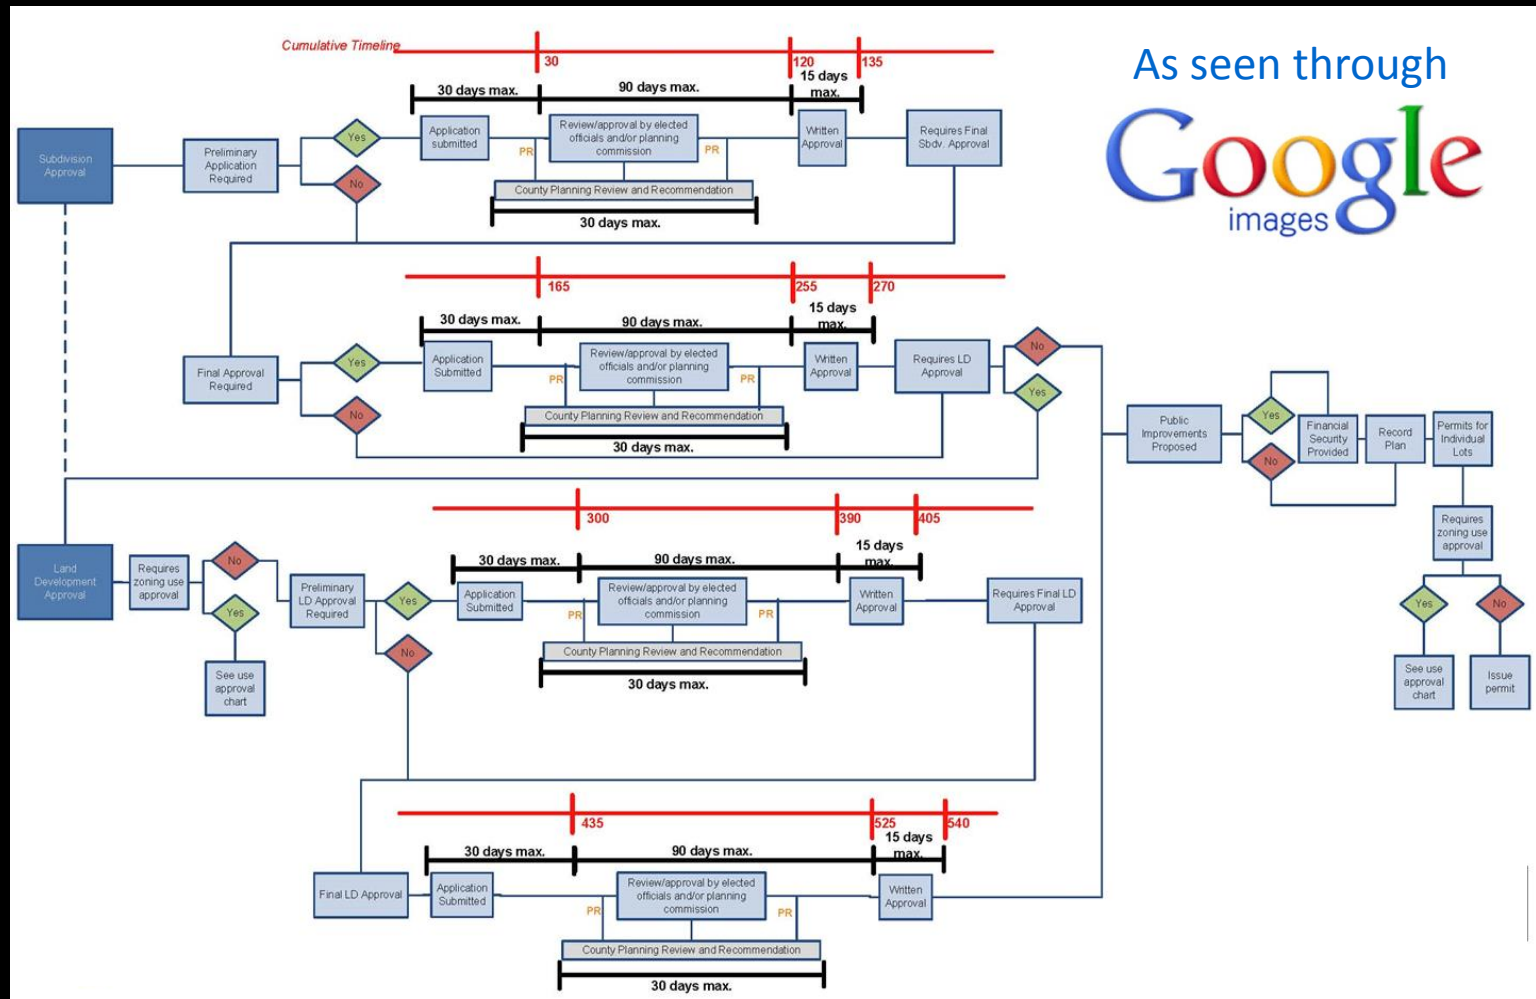 Cumulative Timeline
30
120
135
As seen through
Google
images
30 days max.
90 days max.
15 days
max.
Subdivision
Approval
Preliminary
Application
Required
Yes
No
Application
submitted
PR
Review/approval by elected
officials and/or planning
commission
PR
Written
Approval
Requires Final
Sbdv. Approval
County Planning Review and Recommendation
30 days max.
165
255
270
30 days max.
90 days max.
15 days
max.
Final Approval
Required
Yes
No
Application
Submitted
PR
Review/approval by elected
officials and/or planning
commission
PR
Written
Approval
Requires LD
Approval
No
Yes
County Planning Review and Recommendation
30 days max.
Public
Improvements
Proposed
Yes
No
Financial
Security
Provided
Record
Plan
Permits for
Individual
Lots
Requires
zoning use
approval
Yes
No
See use
approval
chart
Issue
permit
300
390
405
30 days max.
90 days max.
15 days
max.
Land
Development
Approval
Requires
zoning use
approval
No
Yes
See use
approval
chart
Preliminary
LD Approval
Required
Yes
No
Application
Submitted
PR
Review/approval by elected
officials and/or planning
commission
PR
Written
Approval
Requires Final LD
Approval
County Planning Review and Recommendation
30 days max.
435
525
540
30 days max.
90 days max.
15 days
max.
Final LD Approval
Application
Submitted
PR
Review/approval by elected
officials and/or planning
commission
PR
Written
Approval
County Planning Review and Recommendation
30 days max.